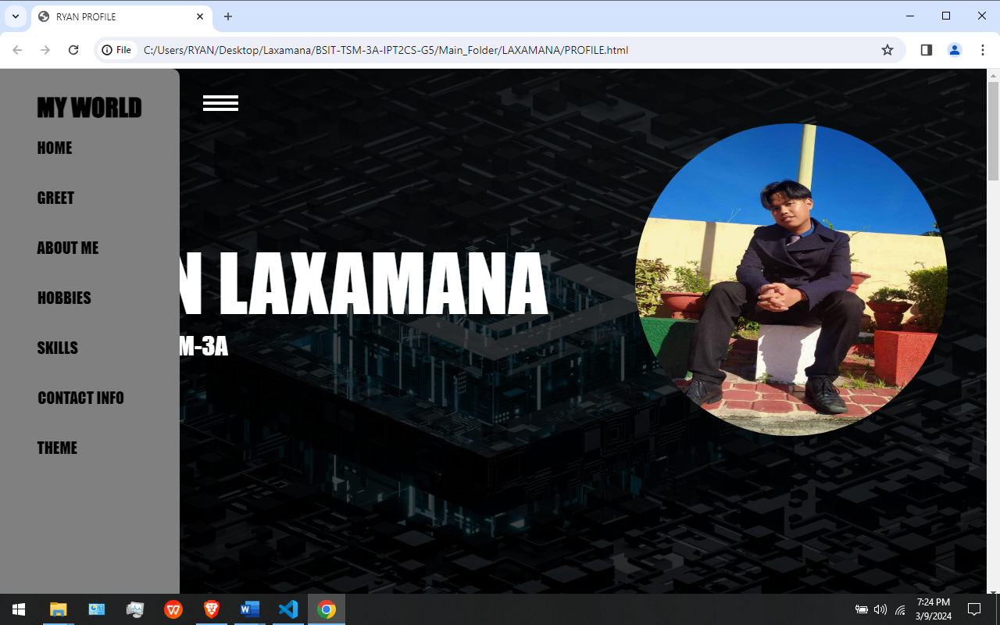 RYAN PROFILE
File C:/Users/RYAN/Desktop/Laxamana/BSIT-TSM-3A-IPT2CS-G5/Main_Folder/LAXAMANA/PROFILE.html
MY WORLD
HOME
GREET
ABOUT ME
HOBBIES
SKILLS
CONTACT INFO
THEME
N LAXAMANA
M-3A
7:24 PM
3/9/2024